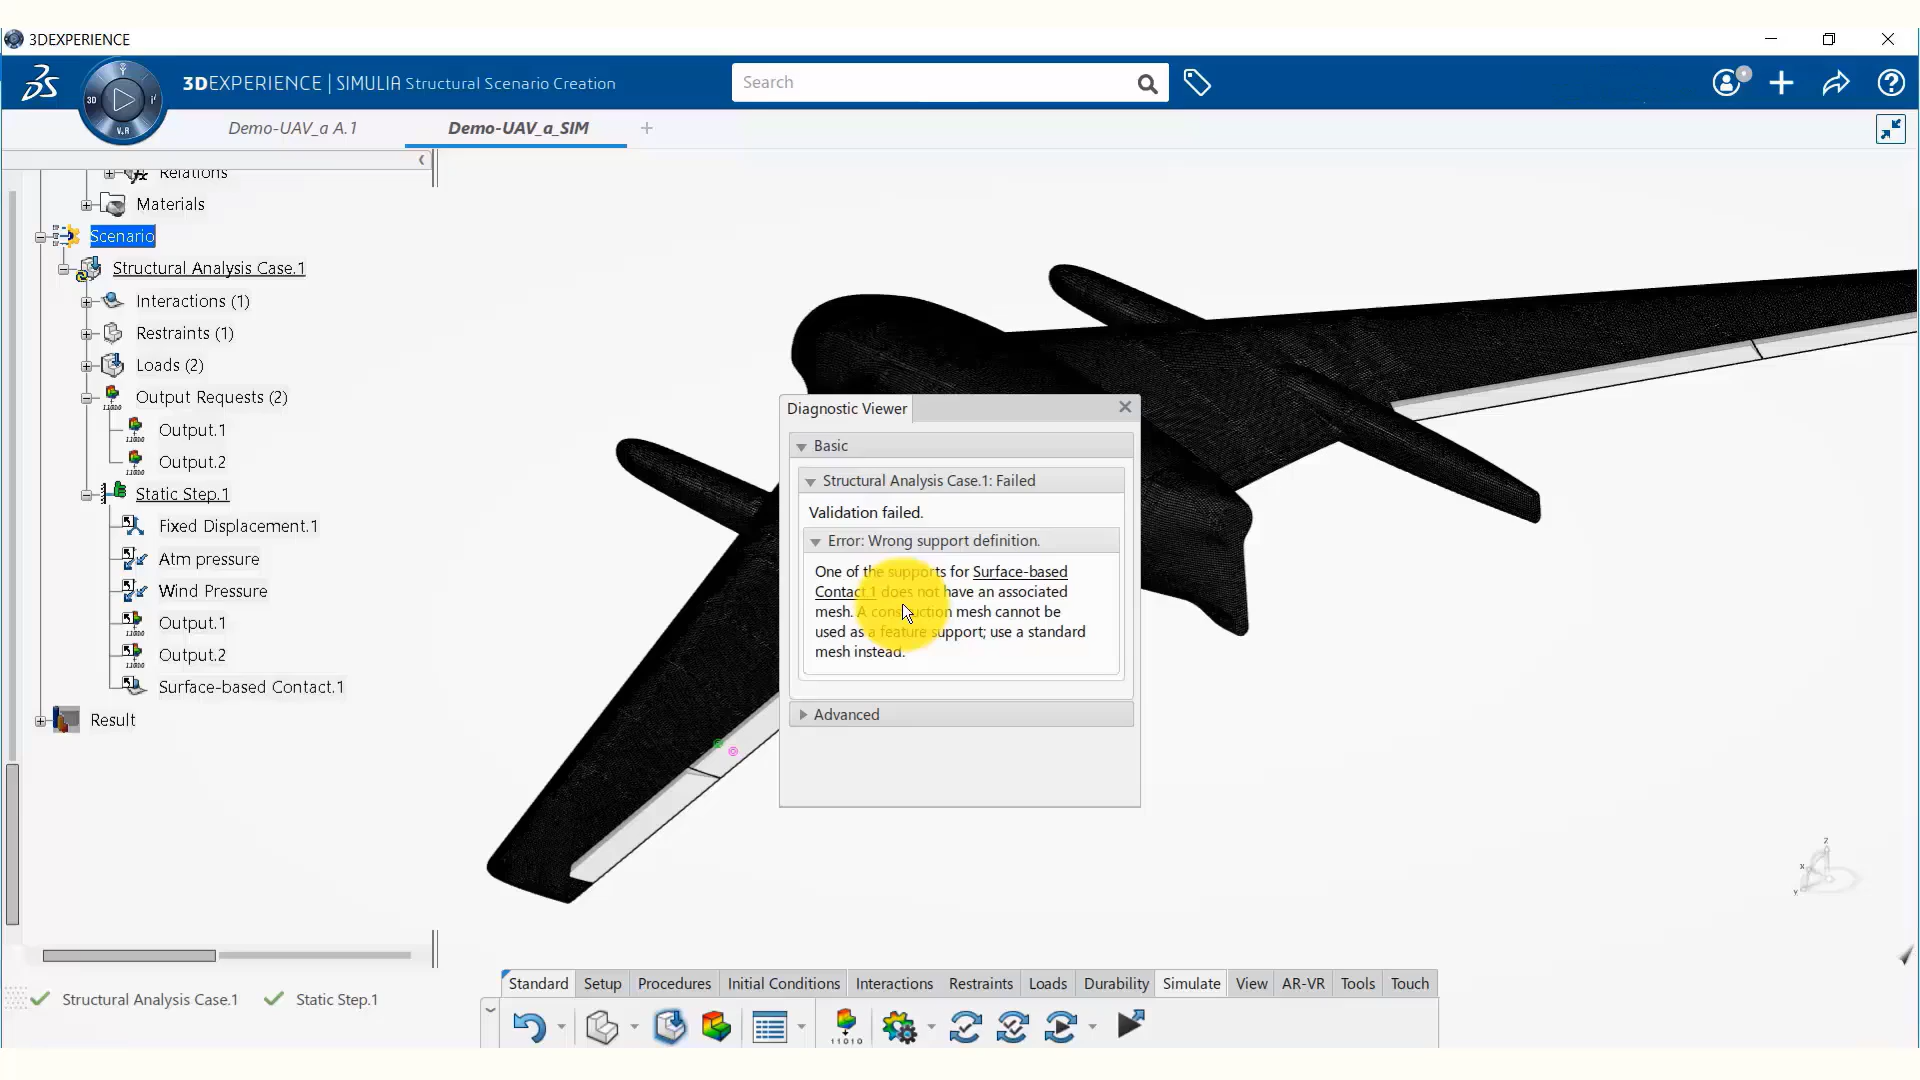 3DEXPERIENCE
3DEXPERIENCE | SIMULIA Structural Scenario Creation
Search
3D
V.R
Demo-UAV_a A.1
Demo-UAV_a_SIM
Relations
Materials
Scenario
Structural Analysis Case.1
Interactions (1)
Restraints (1)
Loads (2)
Output Requests (2)
Output.1
Output.2
Static Step.1
Fixed Displacement.1
Atm pressure
Wind Pressure
Output.1
Output.2
Surface-based Contact.1
Result
Diagnostic Viewer
Basic
Structural Analysis Case.1: Failed
Validation failed.
Error: Wrong support definition.
One of the supports for Surface-based
Contact.1 does not have an associated
mesh. A construction mesh cannot be
used as a feature support; use a standard
mesh instead.
Advanced
Z
X
Y
Structural Analysis Case.1
Static Step.1
Standard
Setup
Procedures
Initial Conditions
Interactions
Restraints
Loads
Durability
Simulate
View
AR-VR
Tools
Touch
11010